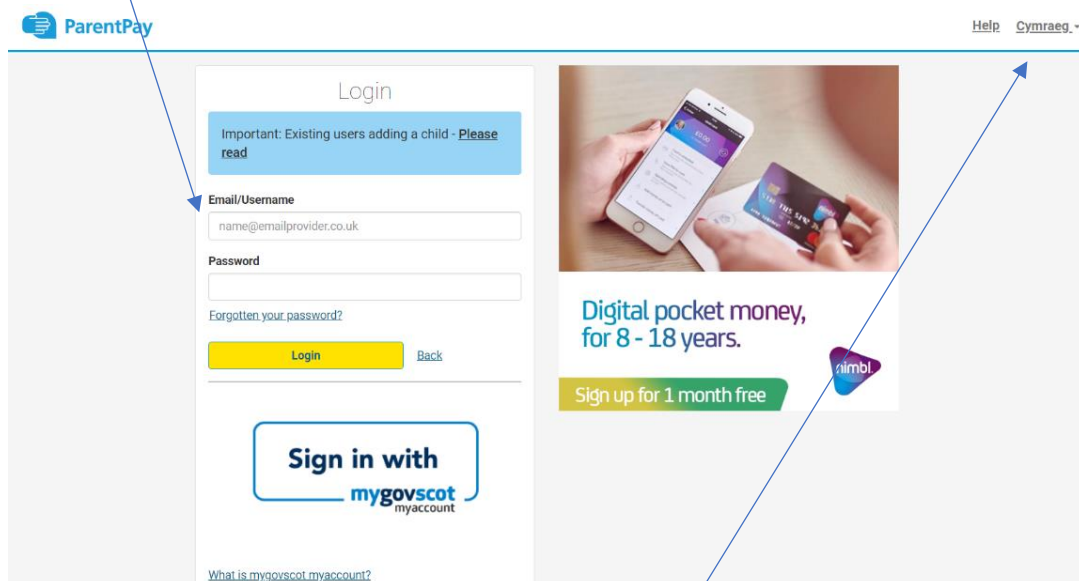 ParentPay
Help Cymraeg
Login
Important: Existing users adding a child - Please
read
Email/Username
name@emailprovider.co.uk
Password
Forgotten your password?
Login Back
Sign in with
mygovscot
myaccount
What is mygovscot myaccount?
£0.00
Digital pocket money,
for 8 - 18 years.
nimbl.
Sign up for 1 month free